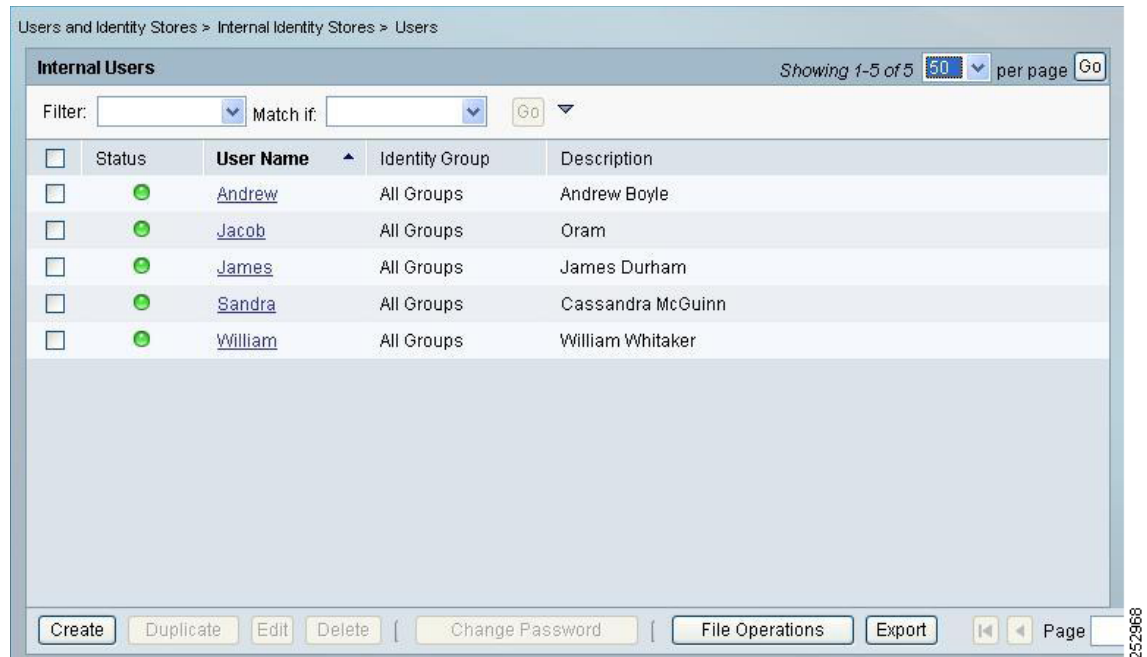 Users and Identity Stores > Internal Identity Stores > Users
Internal Users Showing 1-5 of 5 50 per page Go
Filter: Match if: Go
Status User Name Identity Group Description
Andrew All Groups Andrew Boyle
Jacob All Groups Oram
James All Groups James Durham
Sandra All Groups Cassandra McGuinn
William All Groups William Whitaker
Create Duplicate Edit Delete | Change Password | File Operations Export Page
252968